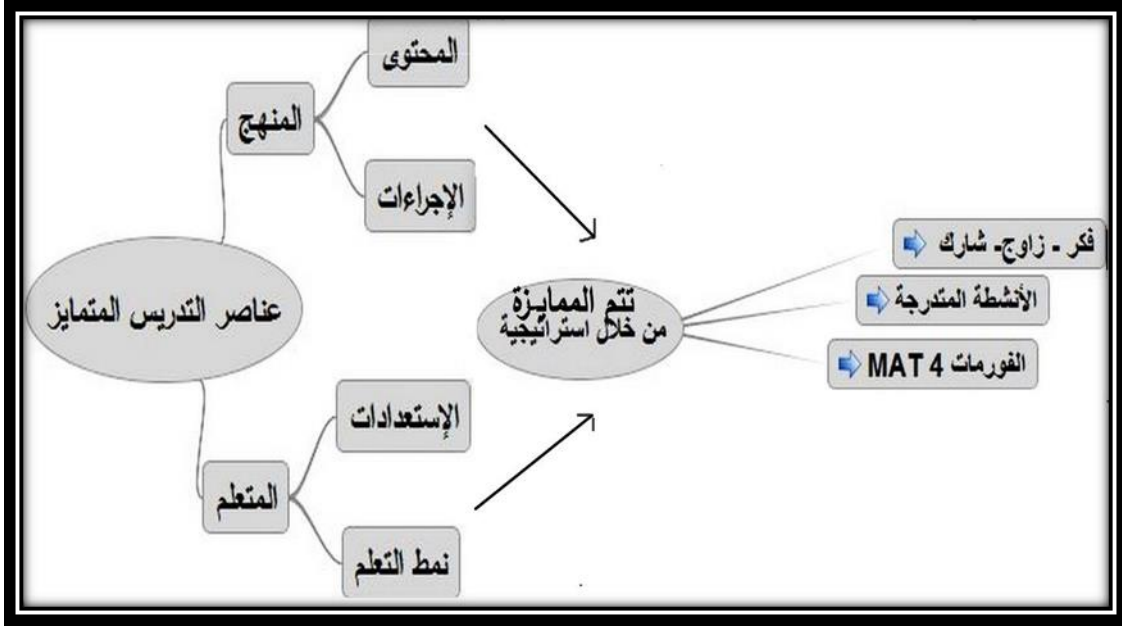 عناصر التدريس المتمايز
المنهج
المحتوى
الإجراءات
المتعلم
الإستعدادات
نمط التعلم
تتم الممايزة
من خلال استراتيجية
فكر - زاوج- شارك
الأنشطة المتدرجة
الفورمات 4 MAT